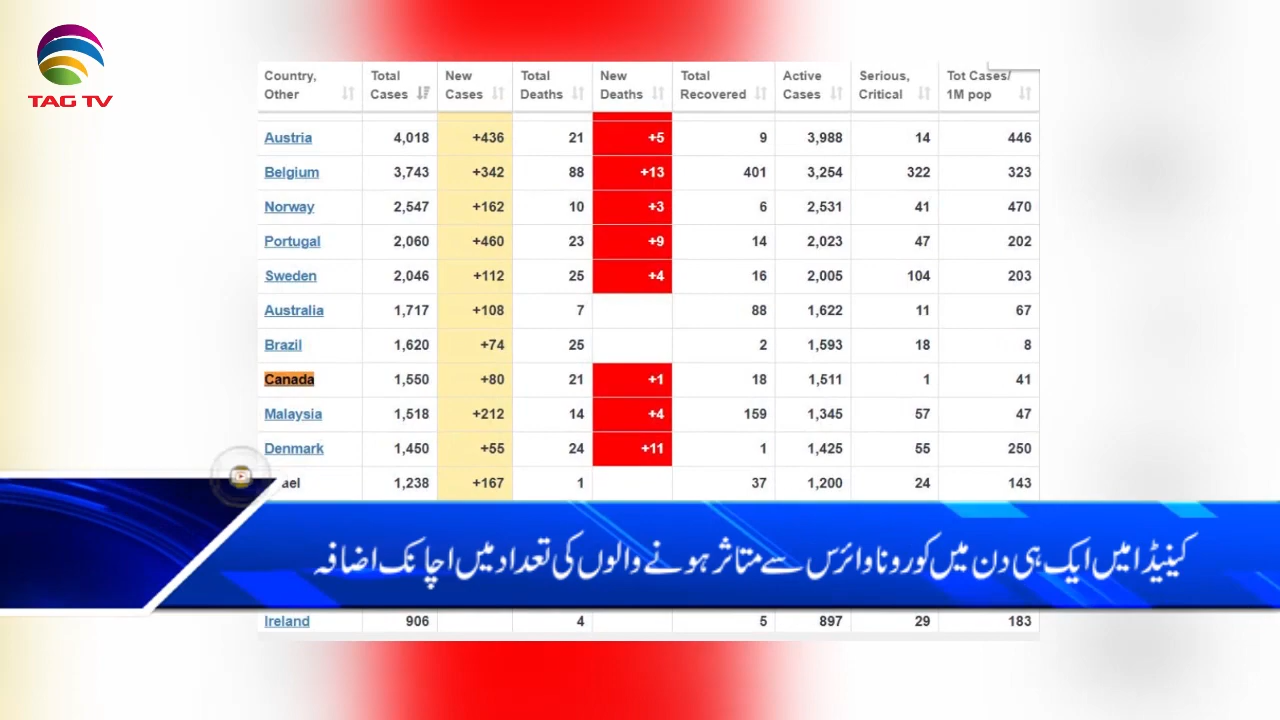 TAG TV
Country, Other Total Cases New Cases Total Deaths New Deaths Total Recovered Active Cases Serious, Critical Tot Cases/ 1M pop
Austria 4,018 +436 21 +5 9 3,988 14 446
Belgium 3,743 +342 88 +13 401 3,254 322 323
Norway 2,547 +162 10 +3 6 2,531 41 470
Portugal 2,060 +460 23 +9 14 2,023 47 202
Sweden 2,046 +112 25 +4 16 2,005 104 203
Australia 1,717 +108 7 88 1,622 11 67
Brazil 1,620 +74 25 2 1,593 18 8
Canada 1,550 +80 21 +1 18 1,511 1 41
Malaysia 1,518 +212 14 +4 159 1,345 57 47
Denmark 1,450 +55 24 +11 1 1,425 55 250
ael 1,238 +167 1 37 1,200 24 143
کینیڈا میں ایک ہی دن میں کورونا وائرس سے متاثر ہونے والوں کی تعداد میں اچانک اضافہ
Ireland 906 4 5 897 29 183